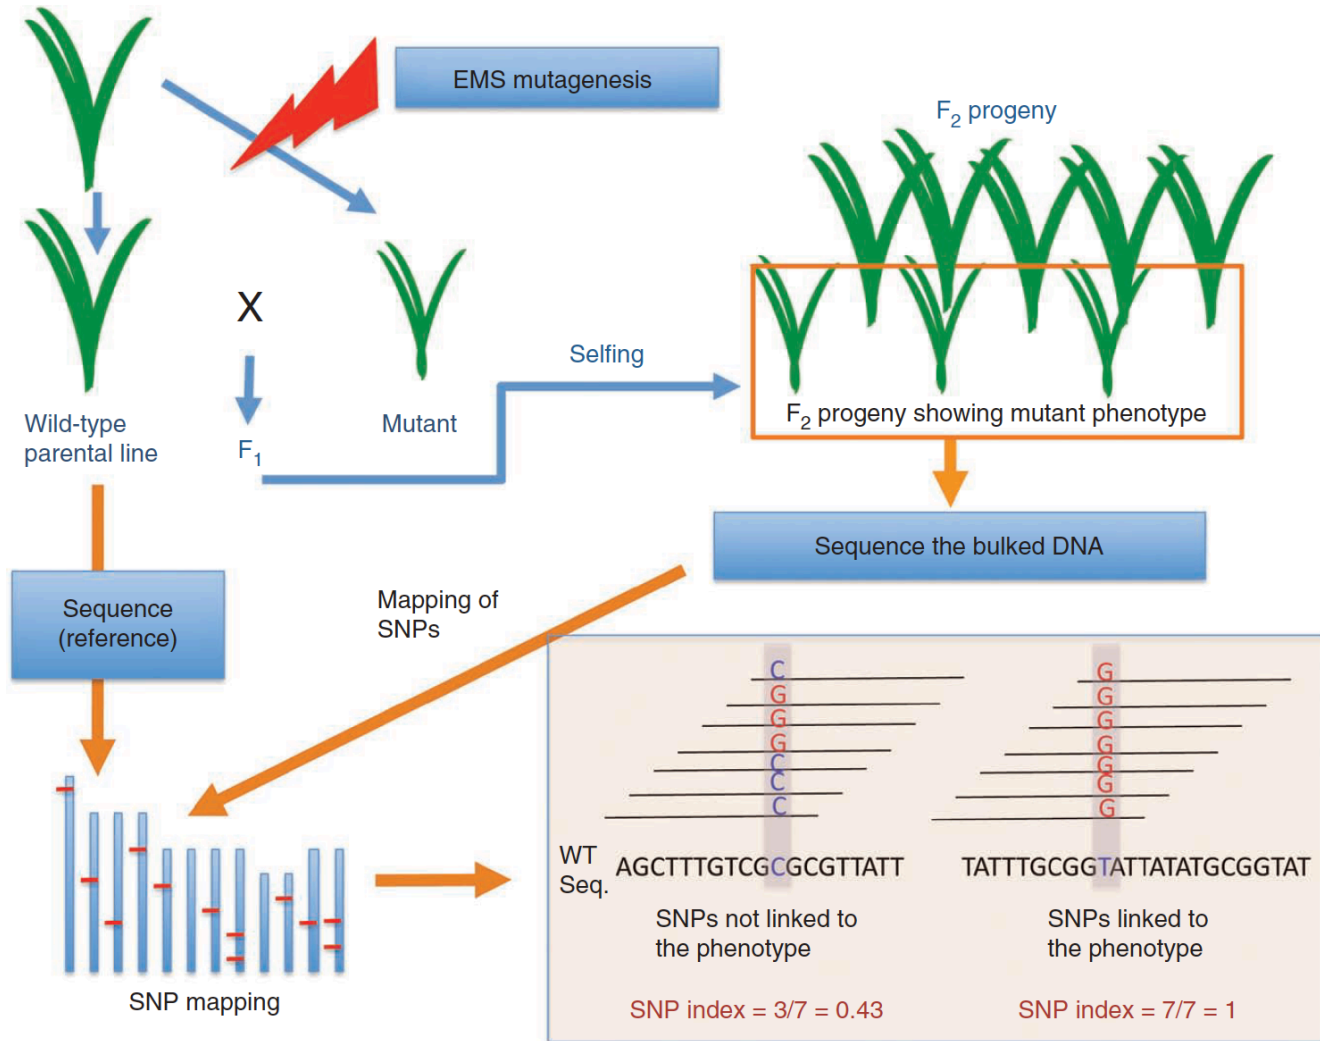 EMS mutagenesis
F2 progeny
X
Selfing
Wild-type
parental line
F1
Mutant
F2 progeny showing mutant phenotype
Sequence the bulked DNA
Sequence
(reference)
Mapping of
SNPs
C
G
G
G
C
C
C
G
G
G
G
G
G
G
WT
Seq.
AGCTTTGTCGCGCGTTATT
TATTTGCGGTATTATATGCGGTAT
SNPs not linked to
the phenotype
SNPs linked to
the phenotype
SNP index = 3/7 = 0.43
SNP index = 7/7 = 1
SNP mapping